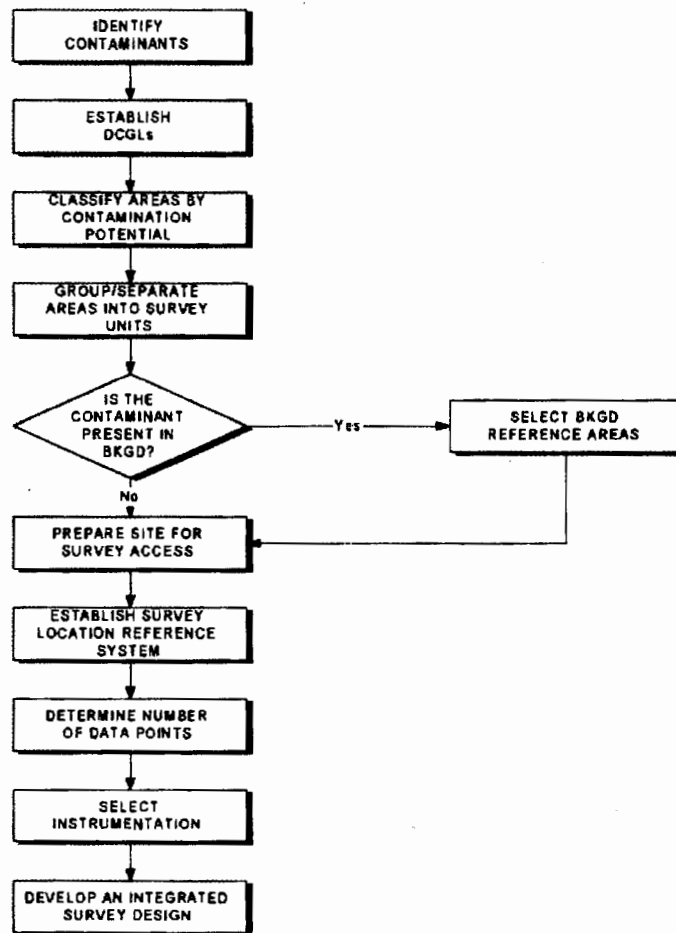 IDENTIFY
CONTAMINANTS
ESTABLISH
DCGLs
CLASSIFY AREAS BY
CONTAMINATION
POTENTIAL
GROUP/SEPARATE
AREAS INTO SURVEY
UNITS
IS THE
CONTAMINANT
PRESENT IN
BKGD?
Yes
SELECT BKGD
REFERENCE AREAS
No
PREPARE SITE FOR
SURVEY ACCESS
ESTABLISH SURVEY
LOCATION REFERENCE
SYSTEM
DETERMINE NUMBER
OF DATA POINTS
SELECT
INSTRUMENTATION
DEVELOP AN INTEGRATED
SURVEY DESIGN